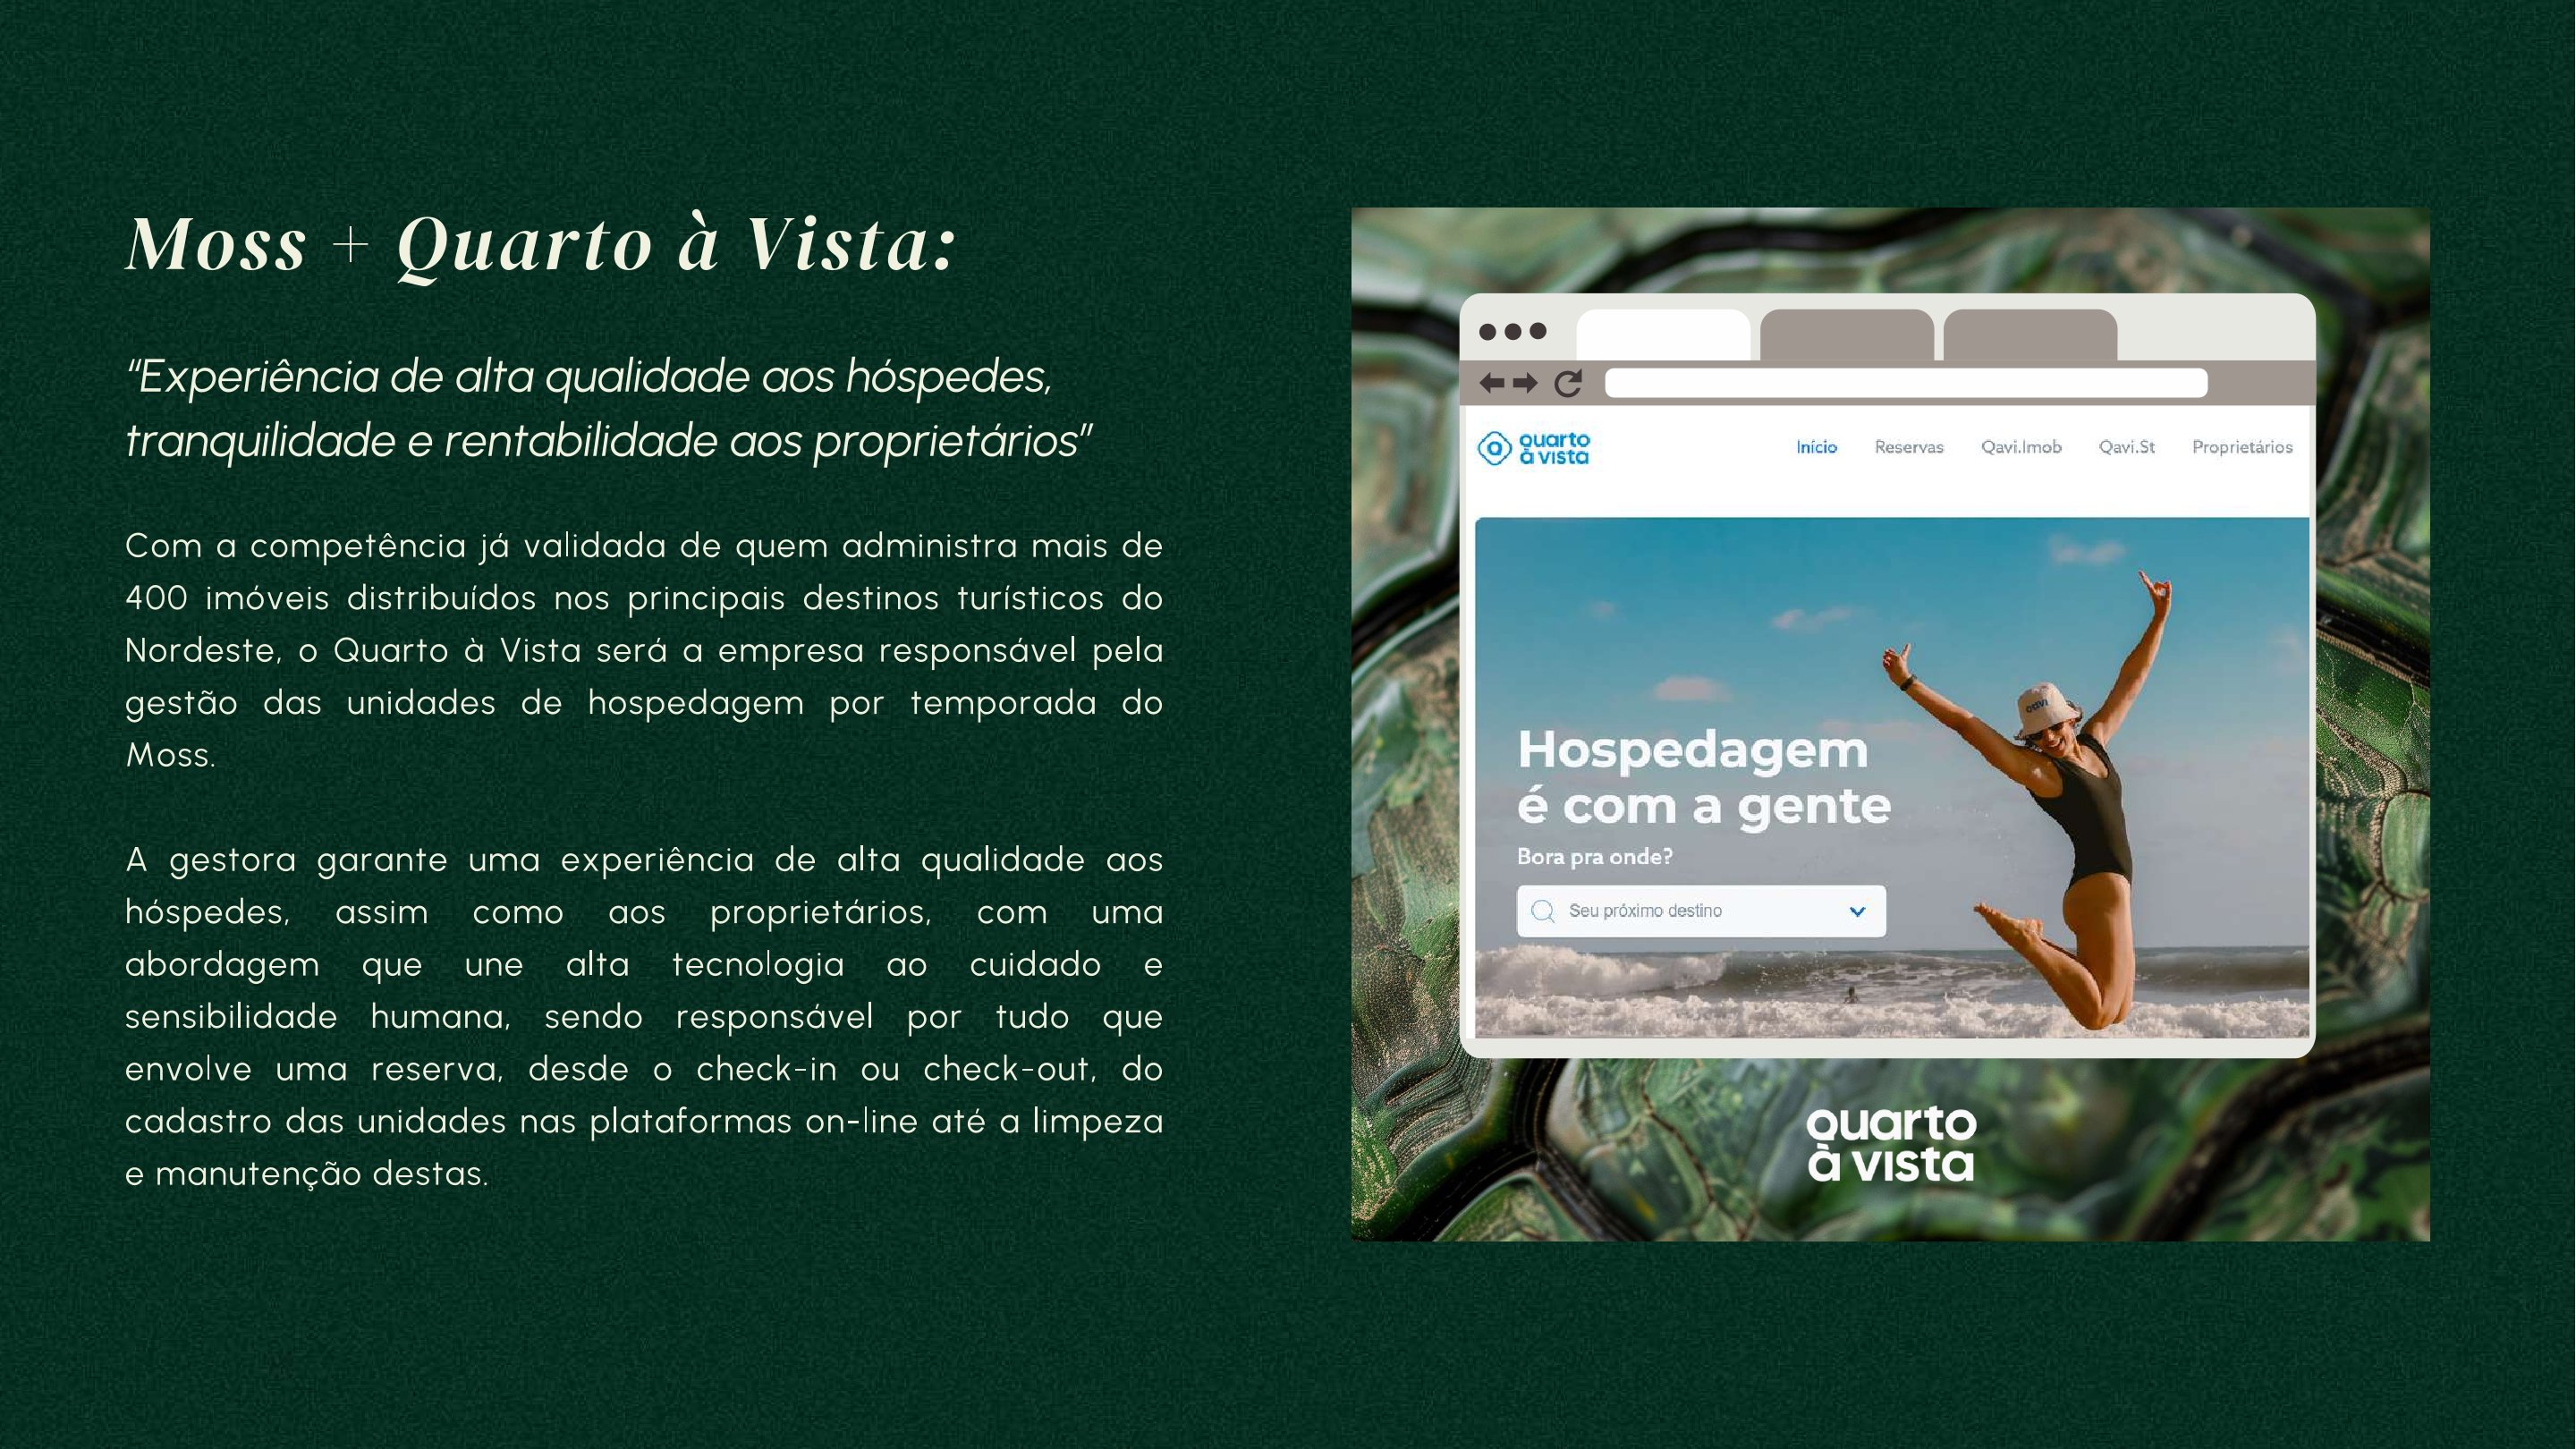 Moss + Quarto à Vista:
“Experiência de alta qualidade aos hóspedes,
tranquilidade e rentabilidade aos proprietários”
Com a competência já validada de quem administra mais de
400 imóveis distribuídos nos principais destinos turísticos do
Nordeste, o Quarto à Vista será a empresa responsável pela
gestão das unidades de hospedagem por temporada do
Moss.
A gestora garante uma experiência de alta qualidade aos
hóspedes, assim como aos proprietários, com uma
abordagem que une alta tecnologia ao cuidado e
sensibilidade humana, sendo responsável por tudo que
envolve uma reserva, desde o check-in ou check-out, do
cadastro das unidades nas plataformas on-line até a limpeza
e manutenção destas.
quarto
à vista
Início Reservas Qavi.Imob Qavi.St Proprietários
qavi
Hospedagem
é com a gente
Bora pra onde?
Seu próximo destino
quarto
à vista